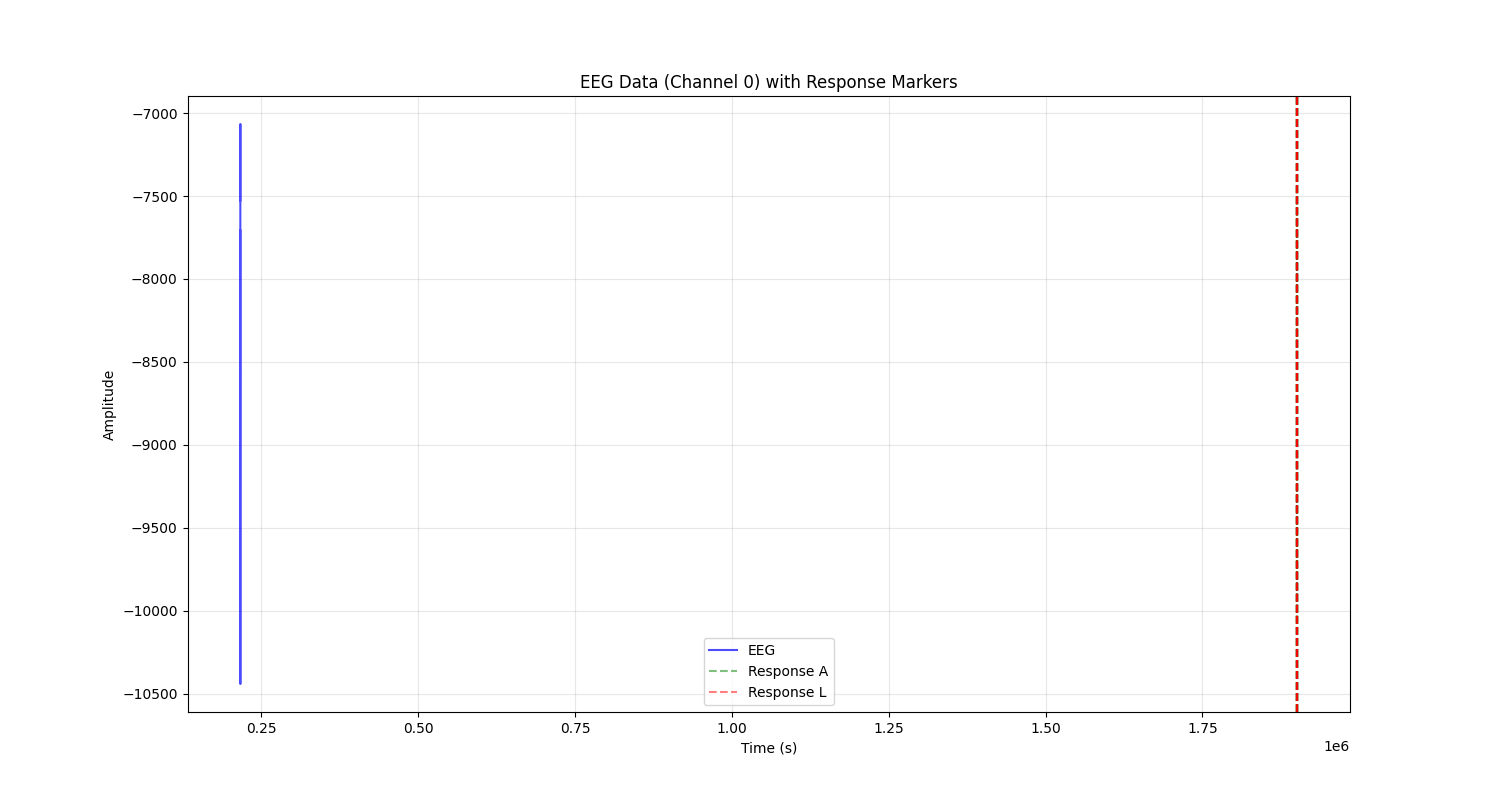 EEG Data (Channel 0) with Response Markers
−7000
−7500
−8000
−8500
−9000
−9500
−10000
−10500
Amplitude
EEG
Response A
Response L
0.25 0.50 0.75 1.00 1.25 1.50 1.75
Time (s)
1e6